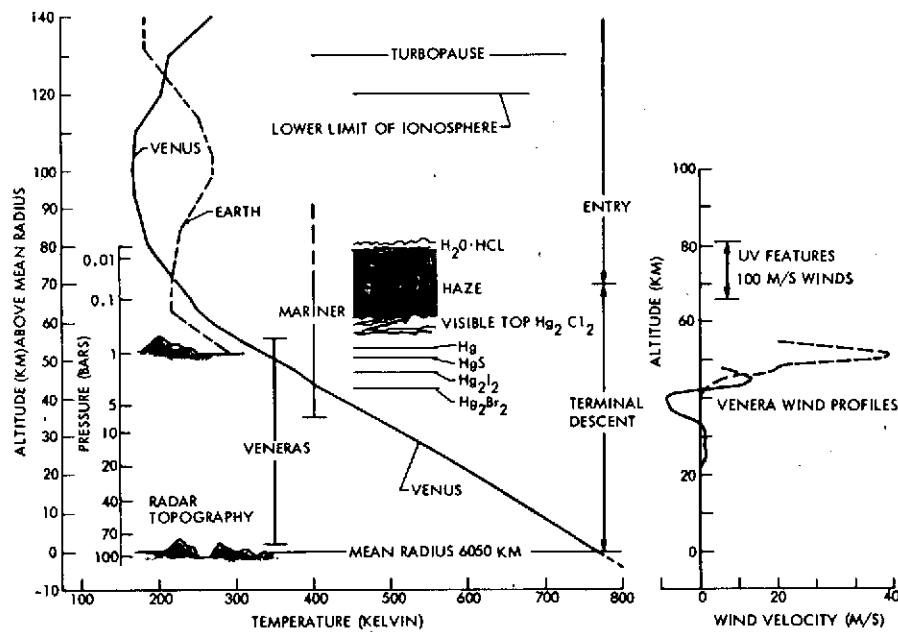 140
120
100
80
70
60
50
40
30
20
10
0
-10
ALTITUDE (KM) ABOVE MEAN RADIUS
0.01
0.1
1
5
10
20
40
70
100
PRESSURE (BARS)
VENUS
EARTH
MARINER
VENERAS
RADAR
TOPOGRAPHY
TURBOPAUSE
LOWER LIMIT OF IONOSPHERE
H2O·HCL
HAZE
VISIBLE TOP Hg2 Cl2
Hg
HgS
Hg2I2
Hg2Br2
ENTRY
TERMINAL
DESCENT
VENUS
MEAN RADIUS 6050 KM
100
200
300
400
500
600
700
800
TEMPERATURE (KELVIN)
100
80
60
40
20
0
ALTITUDE (KM)
UV FEATURES
100 M/S WINDS
VENERA WIND PROFILES
0
20
40
WIND VELOCITY (M/S)